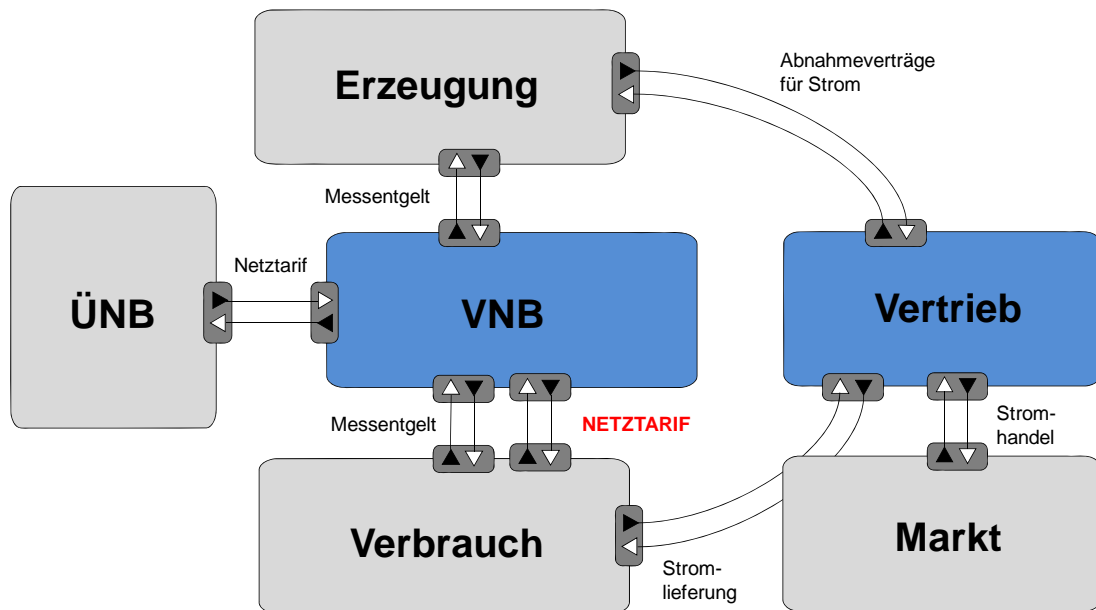 Erzeugung
Abnahmeverträge
für Strom
Messentgelt
Netztarif
ÜNB
VNB
Vertrieb
Messentgelt
NETZTARIF
Strom-
handel
Verbrauch
Markt
Strom-
lieferung